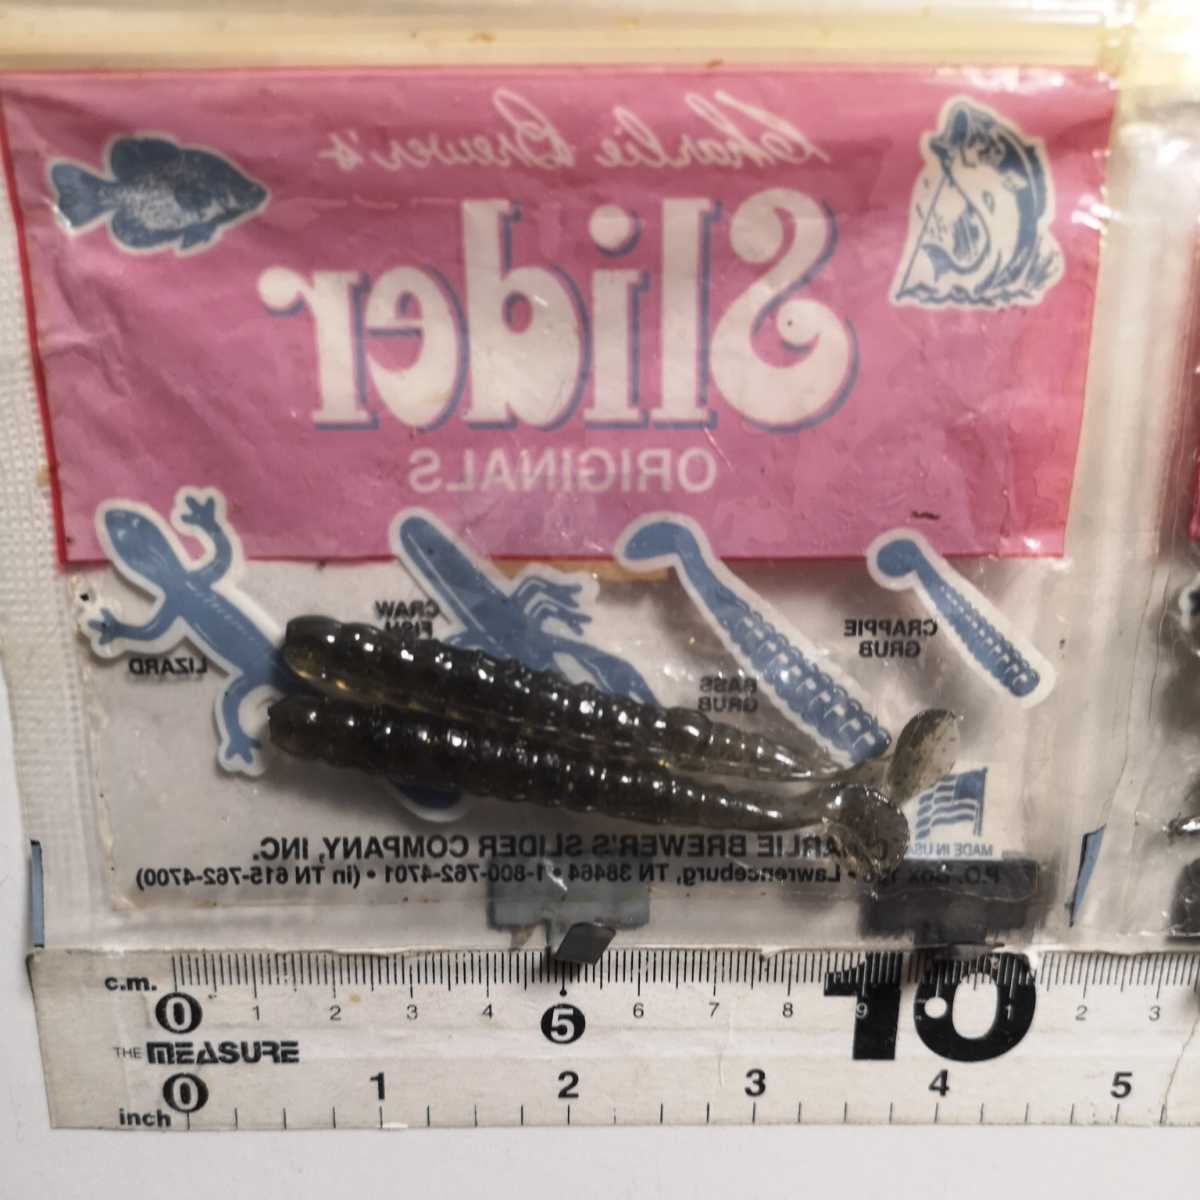 Charlie Brewer's
Slider
ORIGINALS
CRAPPIE
GRUB
BASS
GRUB
CRAW
FISH
LIZARD
MADE IN USA
CHARLIE BREWER'S SLIDER COMPANY, INC.
P.O. Box • Lawrenceburg, TN 38464 • 1-800-762-4701 • (in TN 615-762-4700)
c.m. 0 1 2 3 4 5 6 7 8 9 10 1 2 3
THE MEASURE
inch 0 1 2 3 4 5